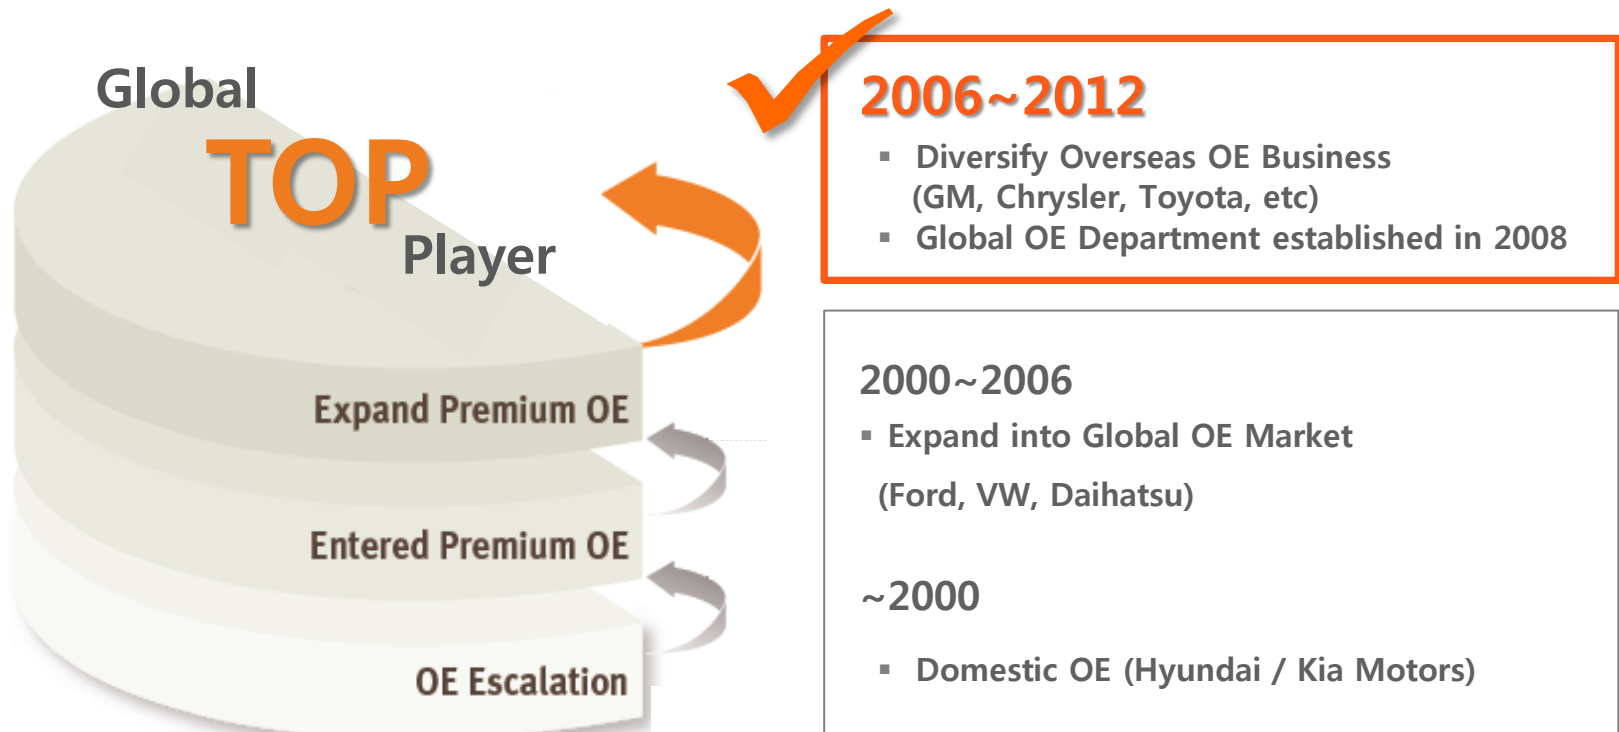 Global
TOP
Player
Expand Premium OE
Entered Premium OE
OE Escalation
2006~2012
▪ Diversify Overseas OE Business
(GM, Chrysler, Toyota, etc)
▪ Global OE Department established in 2008
2000~2006
▪ Expand into Global OE Market
(Ford, VW, Daihatsu)
~2000
▪ Domestic OE (Hyundai / Kia Motors)